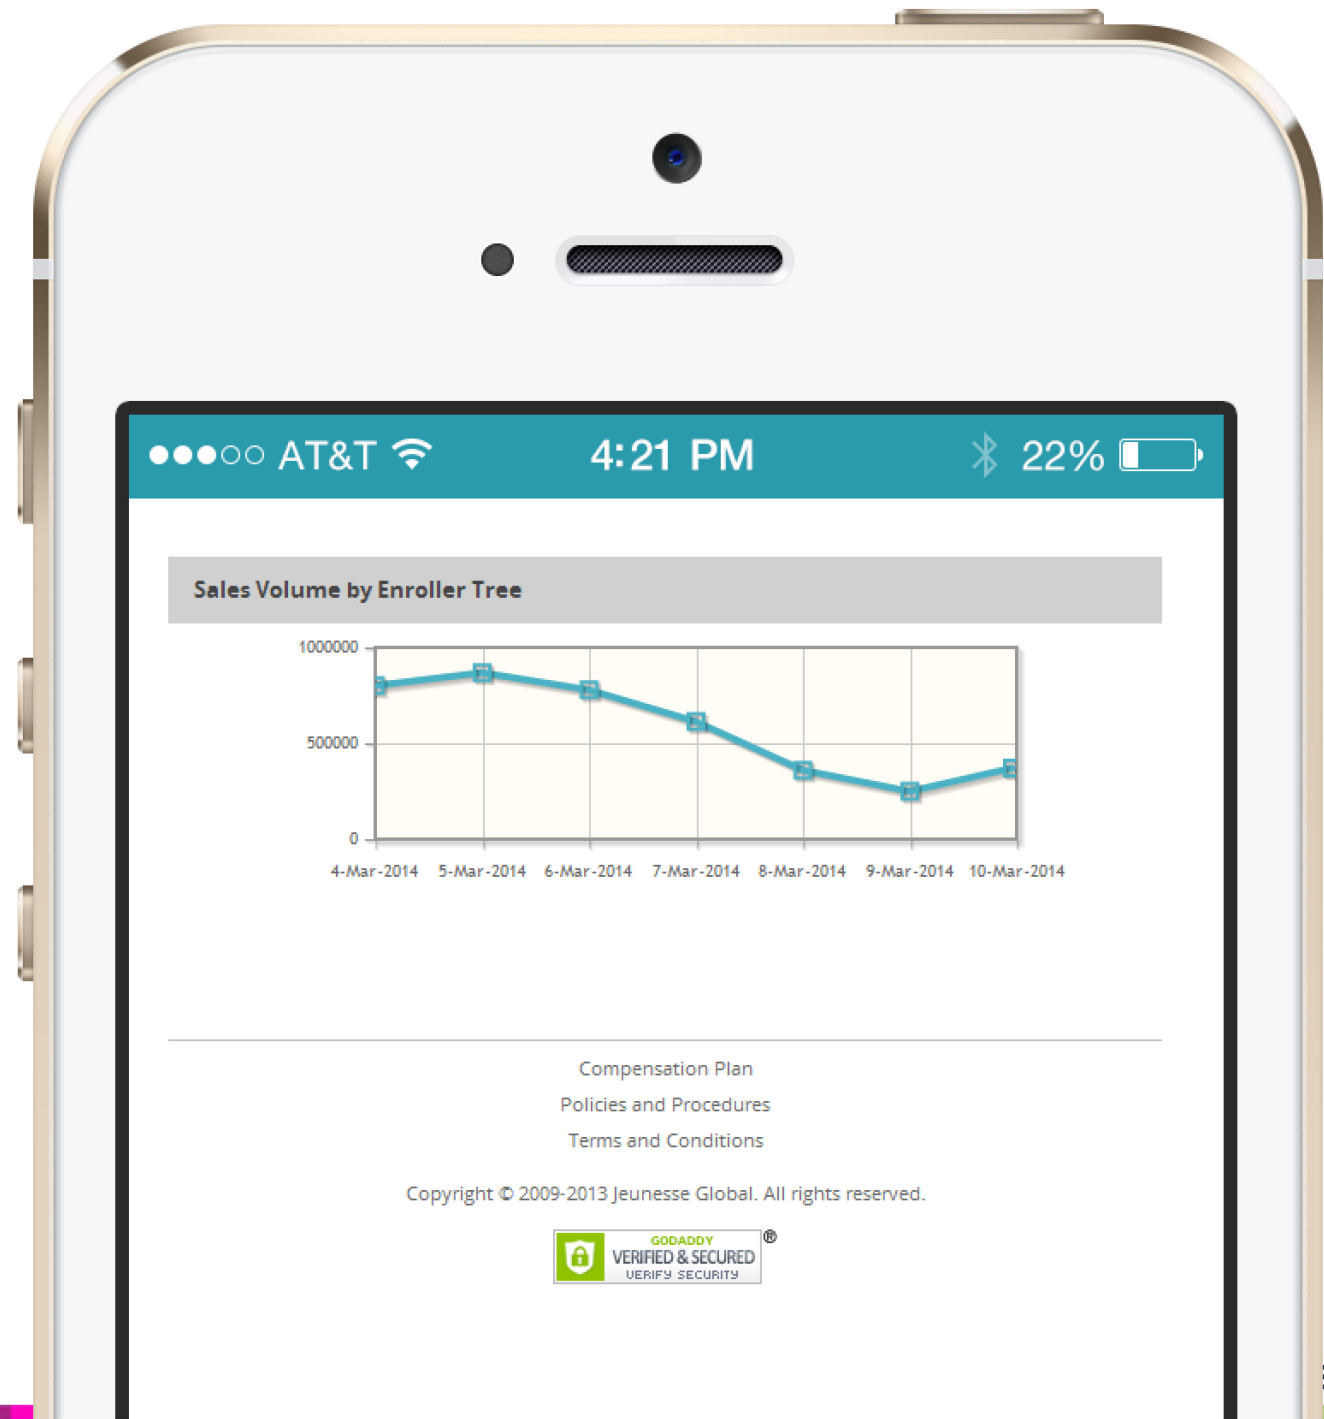 AT&T 4:21 PM 22%
Sales Volume by Enroller Tree
1000000
500000
0
4-Mar-2014 5-Mar-2014 6-Mar-2014 7-Mar-2014 8-Mar-2014 9-Mar-2014 10-Mar-2014
Compensation Plan
Policies and Procedures
Terms and Conditions
Copyright © 2009-2013 Jeunesse Global. All rights reserved.
GODADDY ®
VERIFIED & SECURED
VERIFY SECURITY